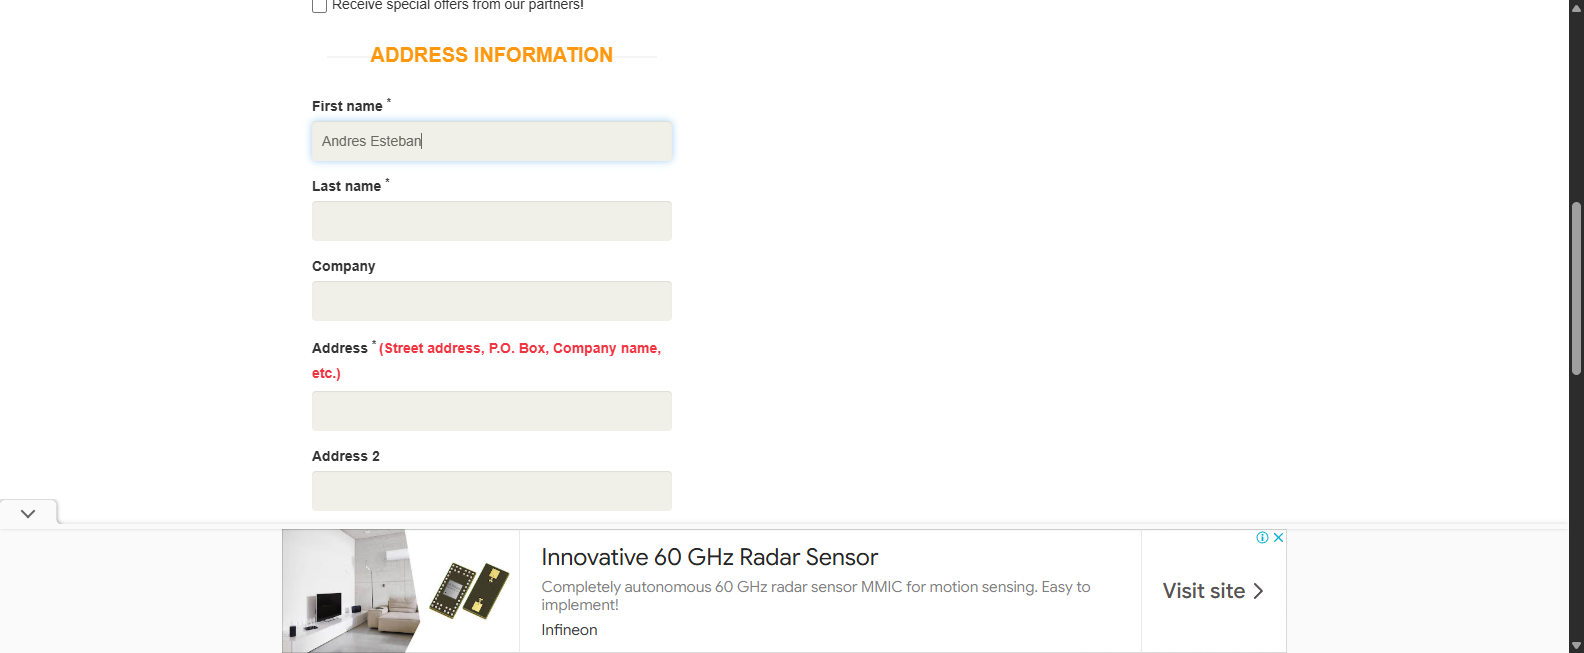 Receive special offers from our partners!
ADDRESS INFORMATION
First name *
Andres Esteban
Last name *
Company
Address * (Street address, P.O. Box, Company name,
etc.)
Address 2
Innovative 60 GHz Radar Sensor
Completely autonomous 60 GHz radar sensor MMIC for motion sensing. Easy to
implement!
Infineon
Visit site